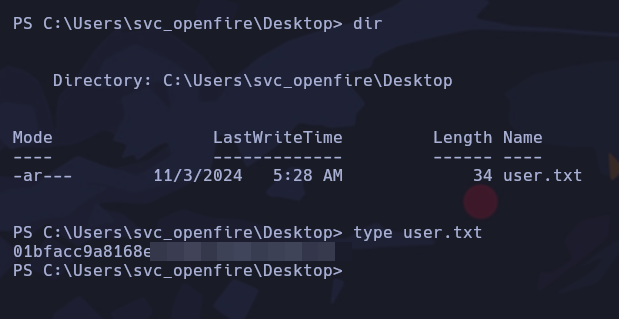 PS C:\Users\svc_openfire\Desktop> dir
Directory: C:\Users\svc_openfire\Desktop
Mode LastWriteTime Length Name
---- ------------- ------ ----
-ar--- 11/3/2024 5:28 AM 34 user.txt
PS C:\Users\svc_openfire\Desktop> type user.txt
01bfacc9a8168e
PS C:\Users\svc_openfire\Desktop>